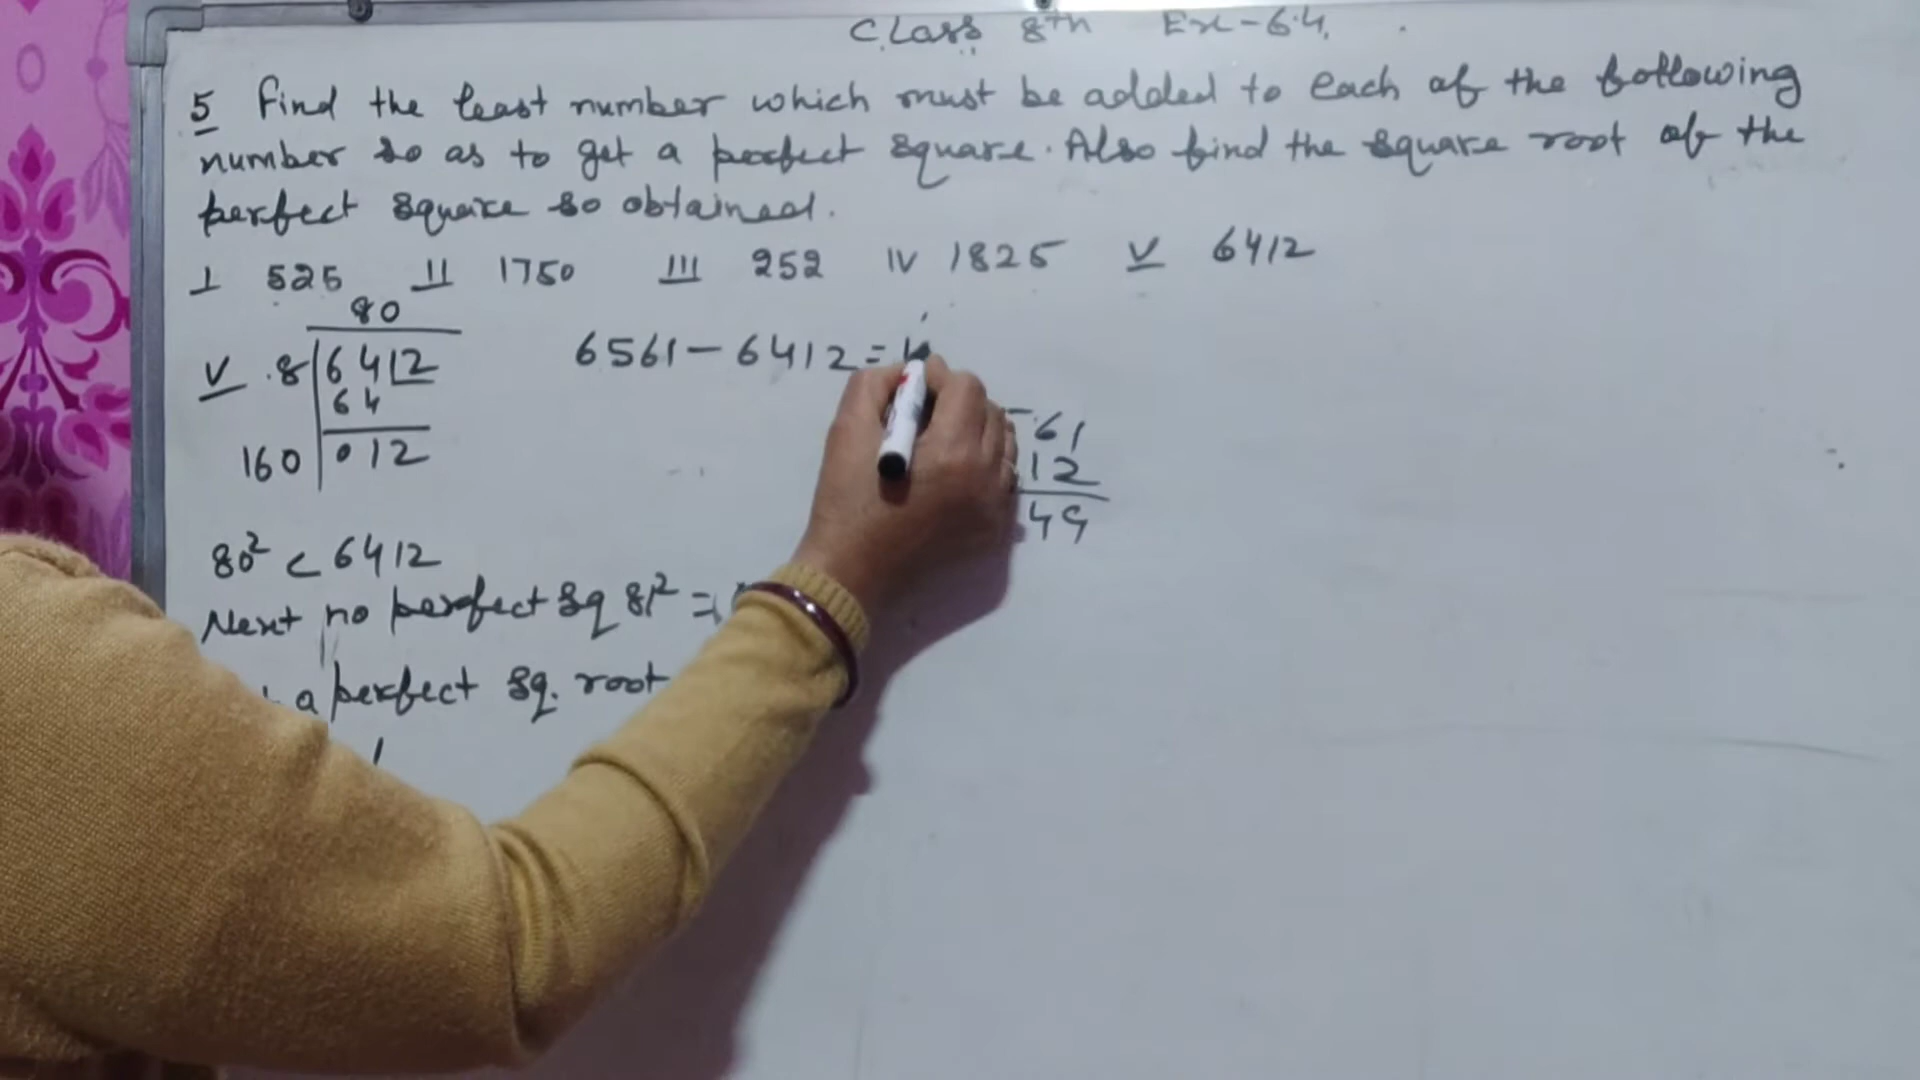 Class 8th Ex-6.4.
5 Find the least number which must be added to each of the following
number so as to get a perfect square. Also find the square root of the
perfect square so obtained.
I 525 II 1750 III 252 IV 1825 V 6412
80
V 8 6412
64
160 012
6561-6412=
61
12
49
80² < 6412
Next no perfect sq 81² =
a perfect sq. root